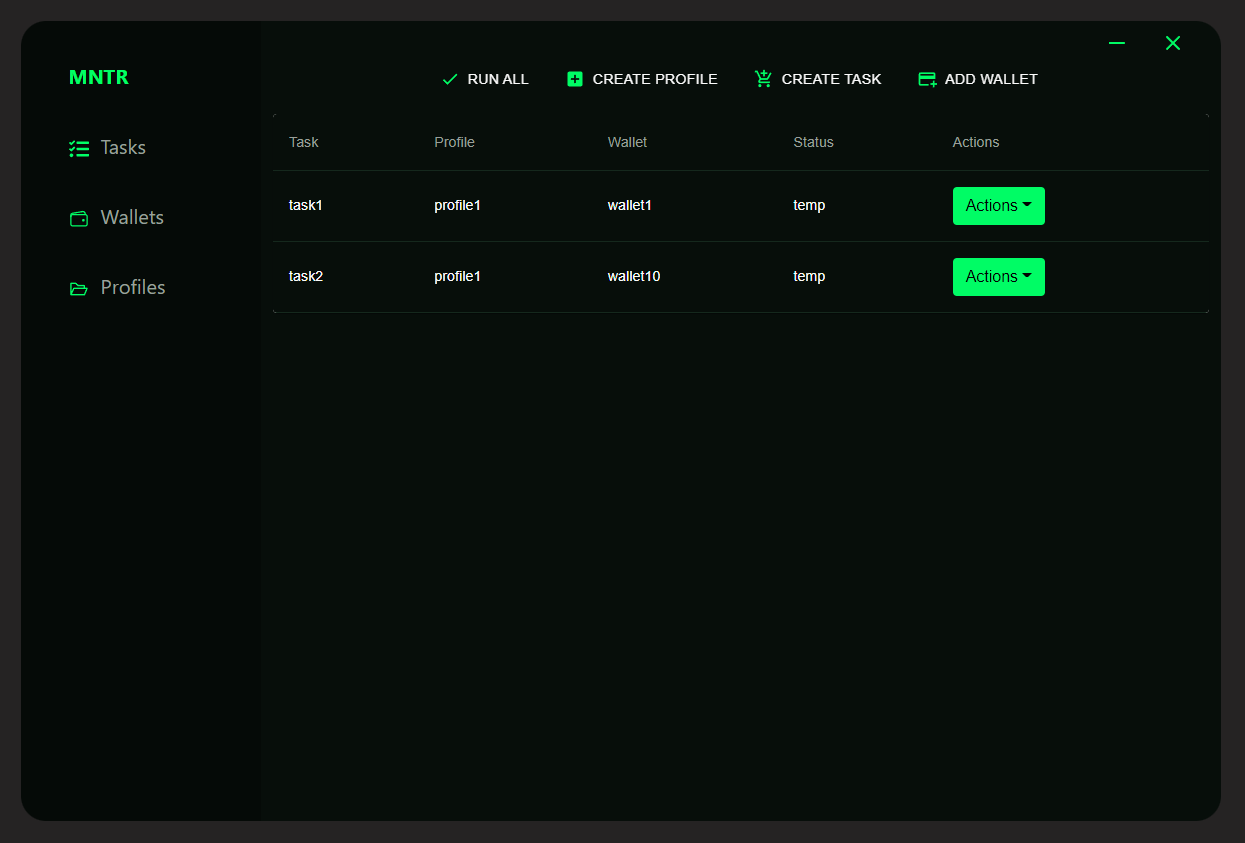 MNTR
Tasks
Wallets
Profiles
RUN ALL CREATE PROFILE CREATE TASK ADD WALLET
Task Profile Wallet Status Actions
task1 profile1 wallet1 temp Actions
task2 profile1 wallet10 temp Actions